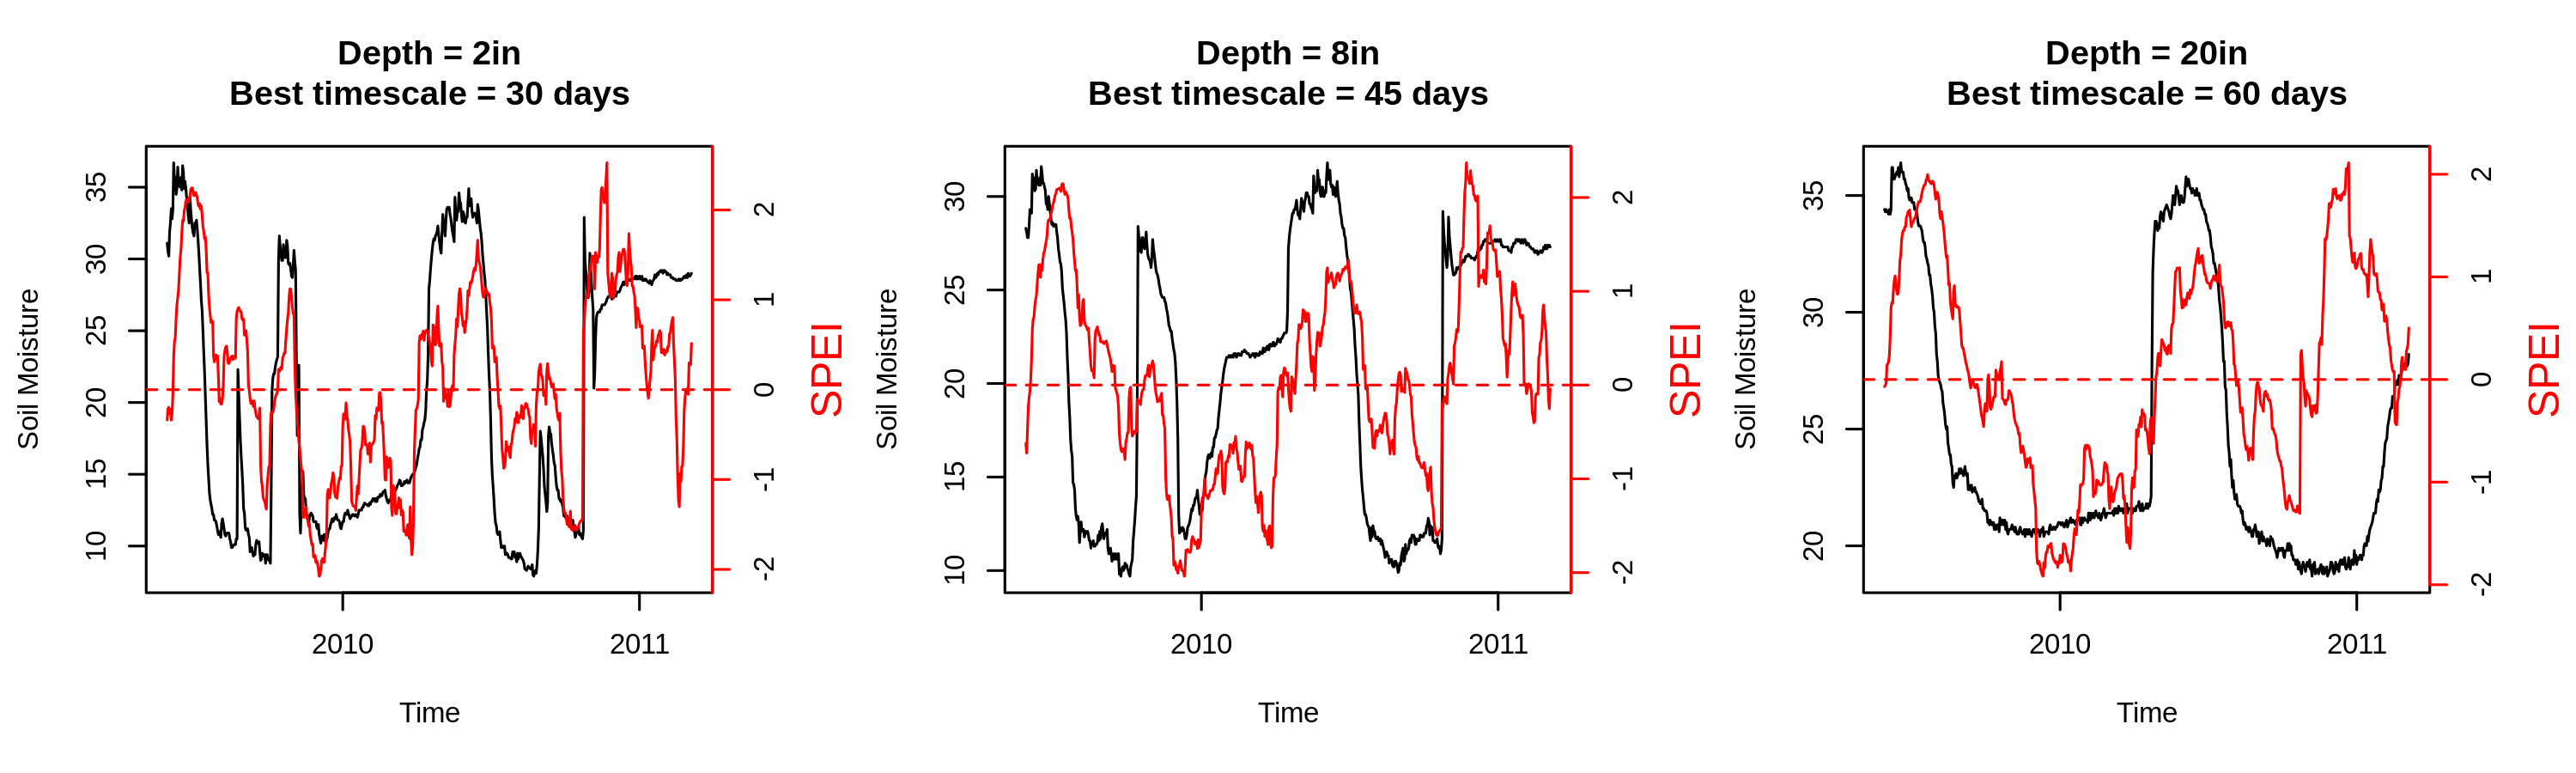 Depth = 2in
Best timescale = 30 days
Soil Moisture
35
30
25
20
15
10
2
1
0
-1
-2
SPEI
2010
2011
Time
Depth = 8in
Best timescale = 45 days
Soil Moisture
30
25
20
15
10
2
1
0
-1
-2
SPEI
2010
2011
Time
Depth = 20in
Best timescale = 60 days
Soil Moisture
35
30
25
20
2
1
0
-1
-2
SPEI
2010
2011
Time